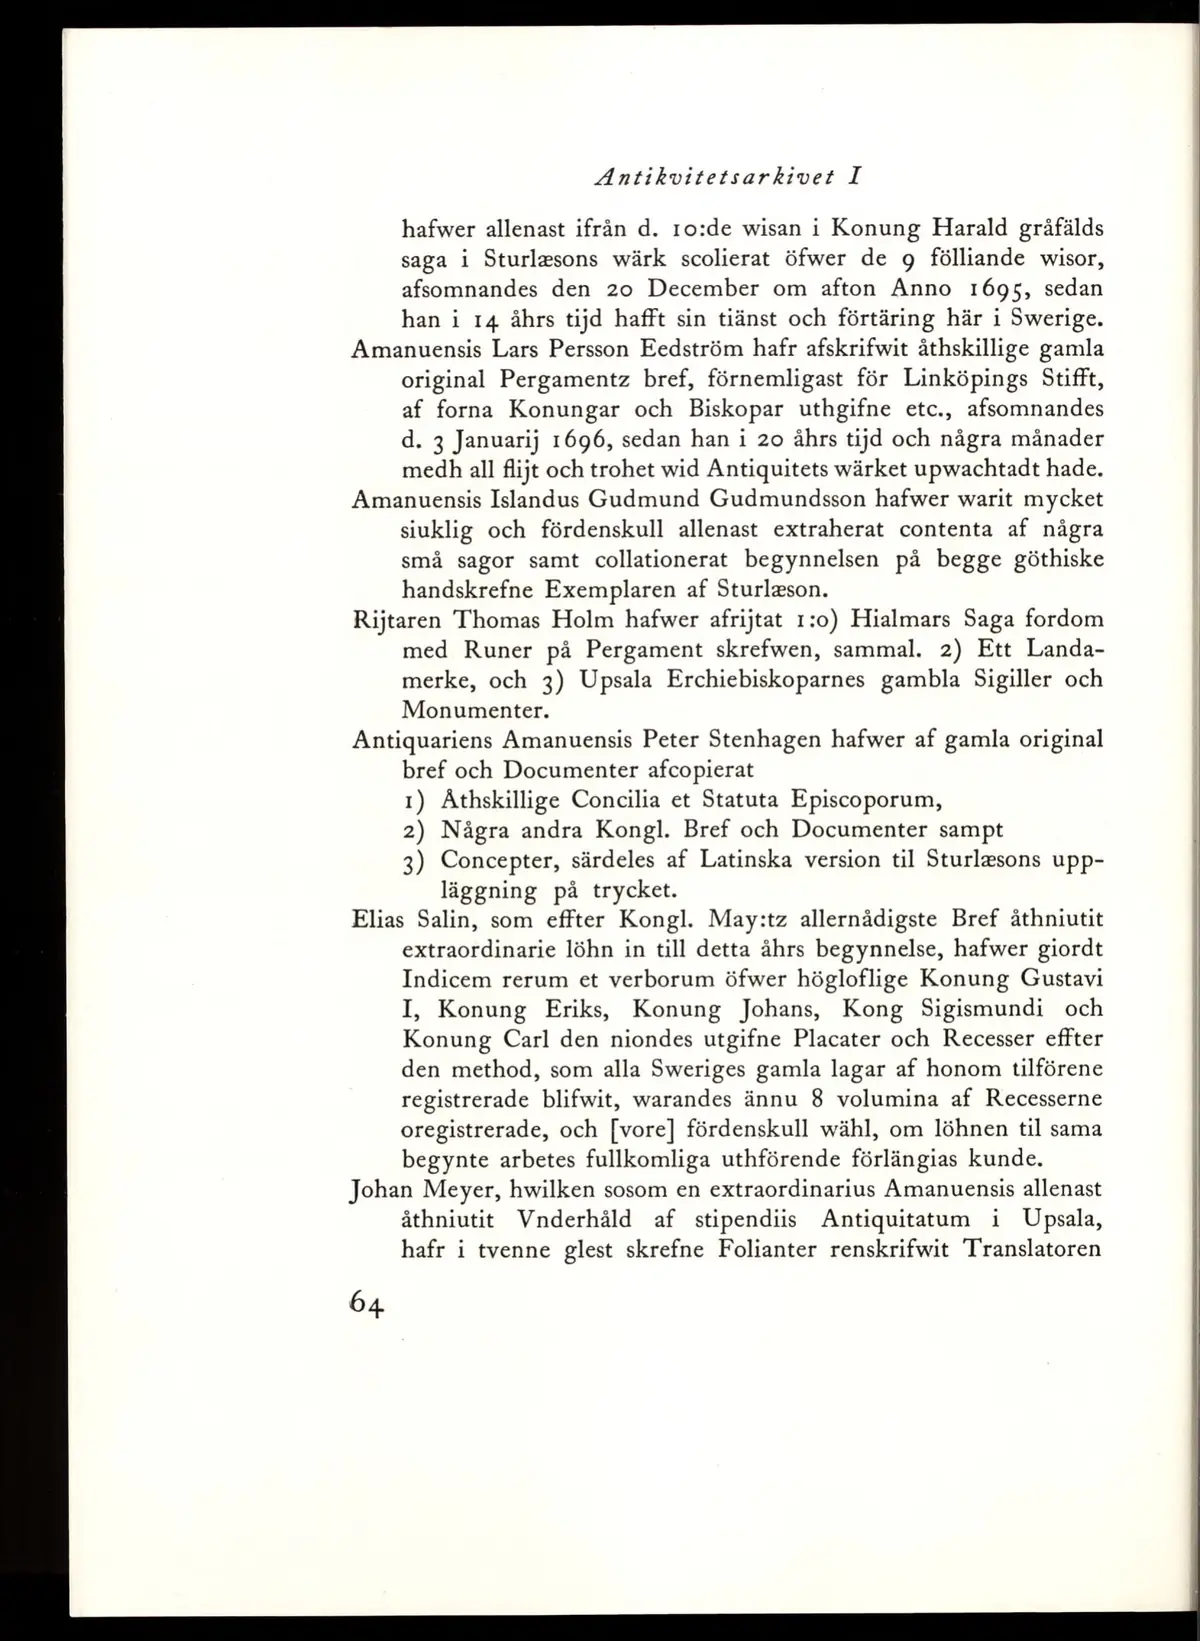 Antikvitetsarkivet I
hafwer allenast ifrån d. 10:de wisan i Konung Harald gråfälds
saga i Sturlæsons wärk scolierat öfwer de 9 fölliande wisor,
afsomnandes den 20 December om afton Anno 1695, sedan
han i 14 åhrs tijd hafft sin tiänst och förtäring här i Swerige.
Amanuensis Lars Persson Eedström hafr afskrifwit åthskillige gamla
original Pergamentz bref, förnemligast för Linköpings Stifft,
af forna Konungar och Biskopar uthgifne etc., afsomnandes
d. 3 Januarij 1696, sedan han i 20 åhrs tijd och några månader
medh all flijt och trohet wid Antiquitets wärket upwachtadt hade.
Amanuensis Islandus Gudmund Gudmundsson hafwer warit mycket
siuklig och fördenskull allenast extraherat contenta af några
små sagor samt collationerat begynnelsen på begge göthiske
handskrefne Exemplaren af Sturlæson.
Rijtaren Thomas Holm hafwer afrijtat 1:o) Hialmars Saga fordom
med Runer på Pergament skrefwen, sammal. 2) Ett Landa-
merke, och 3) Upsala Erchiebiskoparnes gambla Sigiller och
Monumenter.
Antiquariens Amanuensis Peter Stenhagen hafwer af gamla original
bref och Documenter afcopierat
1) Åthskillige Concilia et Statuta Episcoporum,
2) Några andra Kongl. Bref och Documenter sampt
3) Concepter, särdeles af Latinska version til Sturlæsons upp-
läggning på trycket.
Elias Salin, som effter Kongl. May:tz allernådigste Bref åthniutit
extraordinarie löhn in till detta åhrs begynnelse, hafwer giordt
Indicem rerum et verborum öfwer högloflige Konung Gustavi
I, Konung Eriks, Konung Johans, Kong Sigismundi och
Konung Carl den niondes utgifne Placater och Recesser effter
den method, som alla Sweriges gamla lagar af honom tilförene
registrerade blifwit, warandes ännu 8 volumina af Recesserne
oregistrerade, och [vore] fördenskull wähl, om löhnen til sama
begynte arbetes fullkomliga uthförende förlängias kunde.
Johan Meyer, hwilken sosom en extraordinarius Amanuensis allenast
åthniutit Vnderhåld af stipendiis Antiquitatum i Upsala,
hafr i tvenne glest skrefne Folianter renskrifwit Translatoren
64